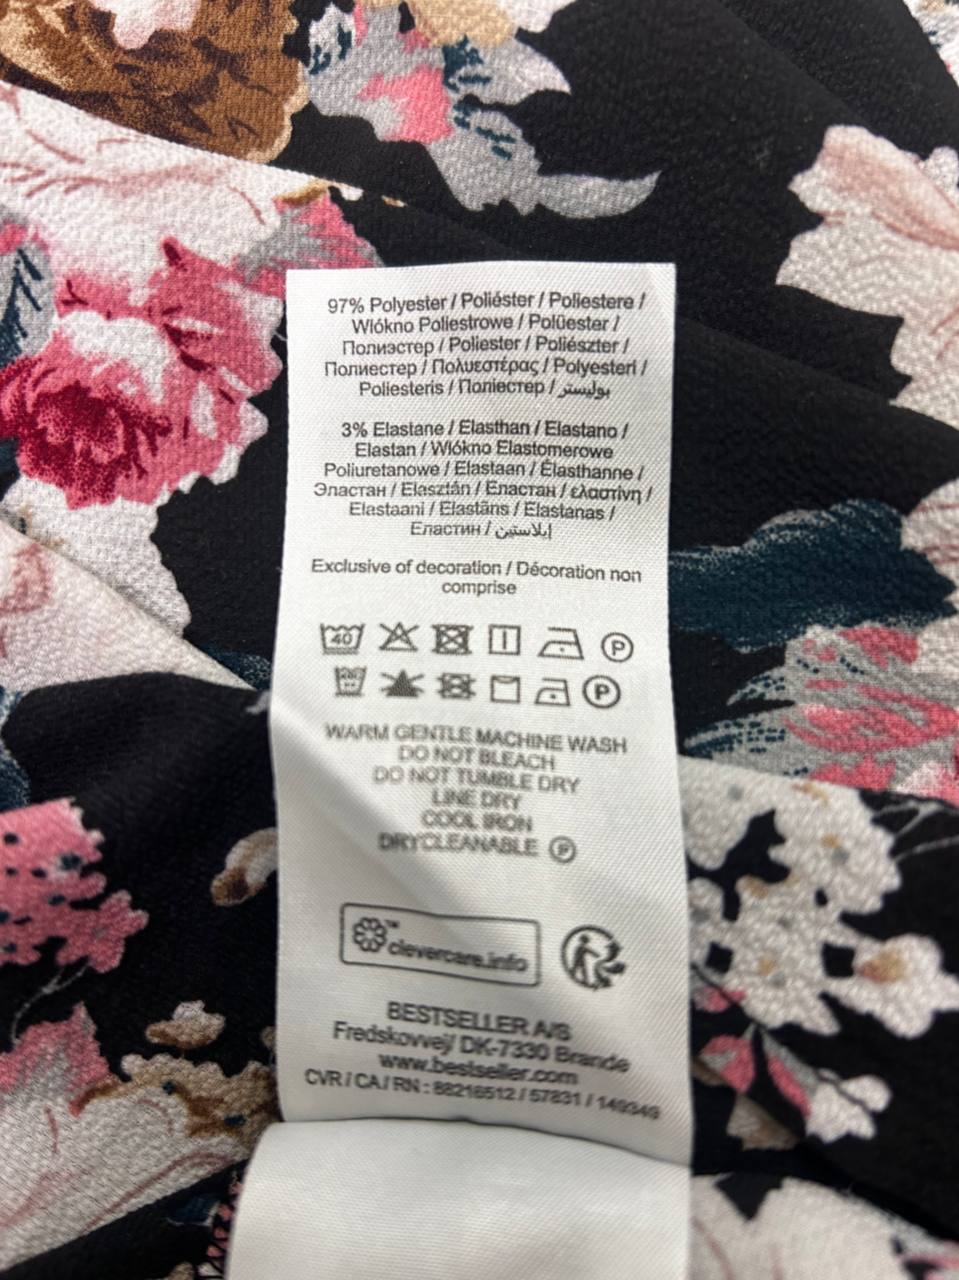 97% Polyester / Poliéster / Poliestere /
Włókno Poliestrowe / Polüester /
Полиэстер / Poliester / Poliészter /
Полиестер / Πολυεστέρας / Polyesteri /
Poliesteris / Поліестер / بوليستر
3% Elastane / Elasthan / Elastano /
Elastan / Włókno Elastomerowe
Poliuretanowe / Elastaan / Élasthanne /
Эластан / Elasztán / Еластан / ελαστίνη /
Elastaani / Elastāns / Elastanas /
Еластин / إيلاستين
Exclusive of decoration / Décoration non
comprise
40 P
P
WARM GENTLE MACHINE WASH
DO NOT BLEACH
DO NOT TUMBLE DRY
LINE DRY
COOL IRON
DRYCLEANABLE P
clevercare.info ™
BESTSELLER A/S
Fredskovvej DK-7330 Brande
www.bestseller.com
CVR / CA / RN : 88216512 / 57831 / 149349